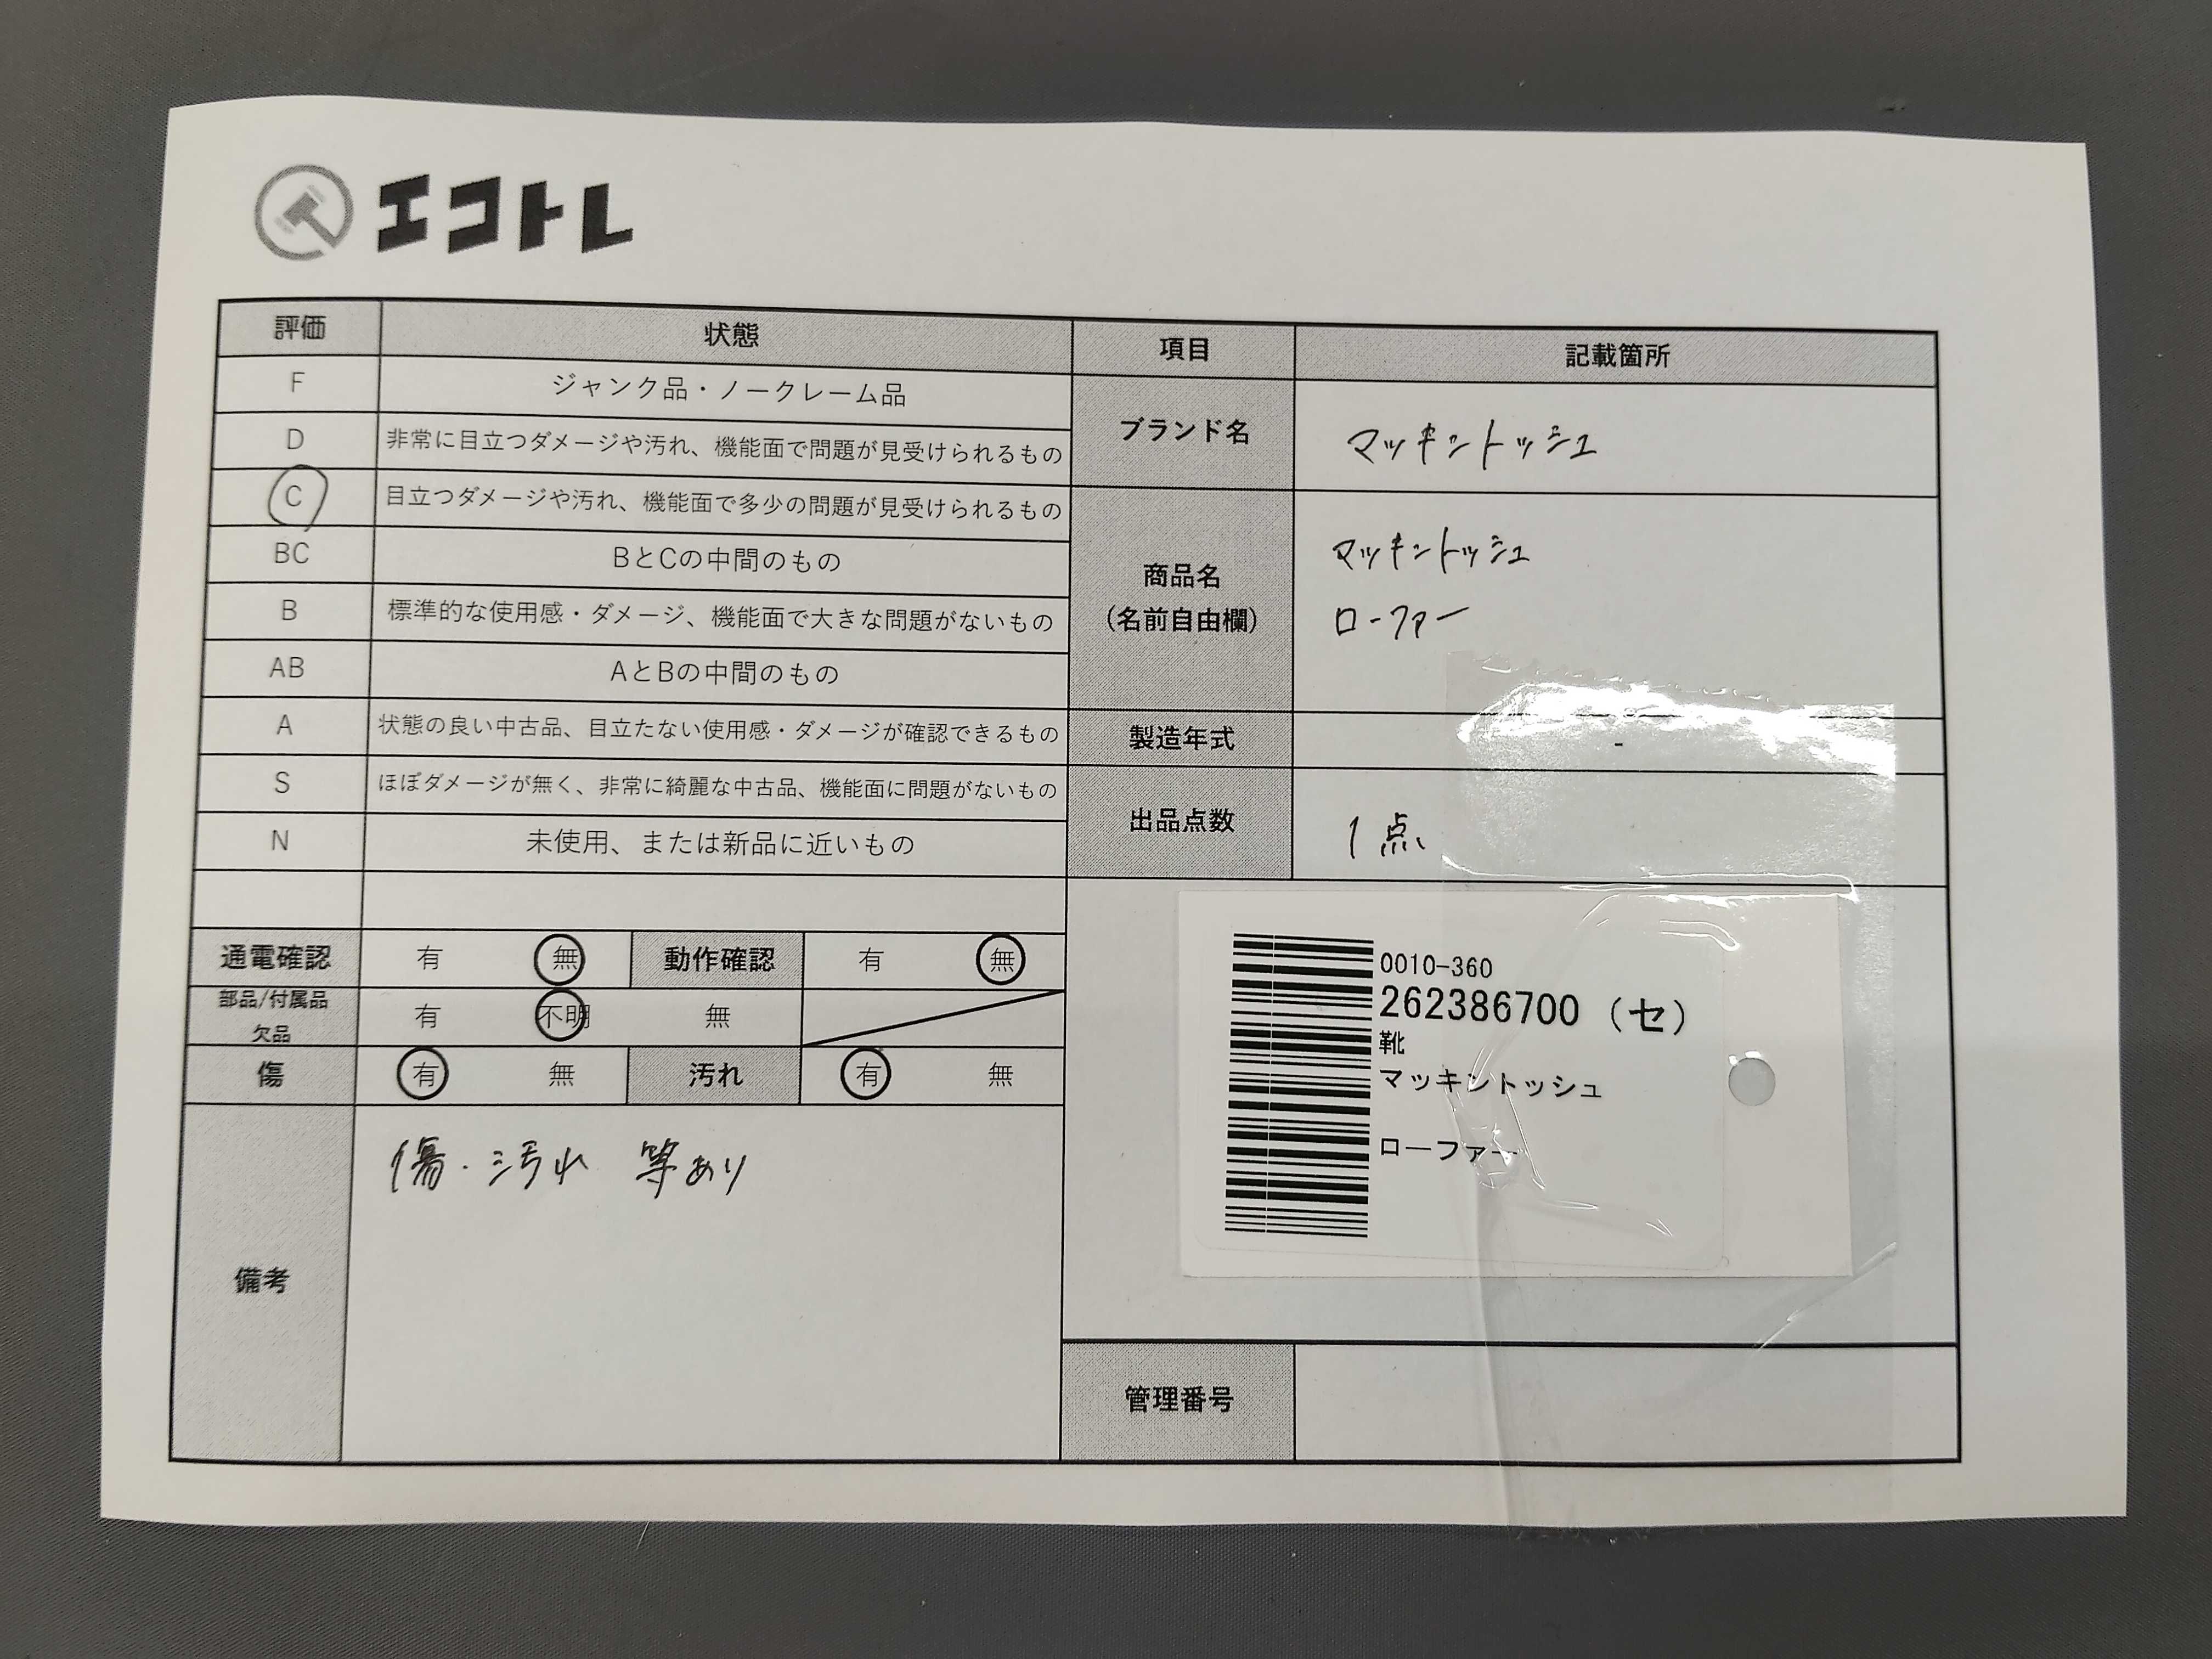 エコトレ
評価 状態 項目 記載箇所
F ジャンク品・ノークレーム品
D 非常に目立つダメージや汚れ、機能面で問題が見受けられるもの
C 目立つダメージや汚れ、機能面で多少の問題が見受けられるもの
BC BとCの中間のもの
B 標準的な使用感・ダメージ、機能面で大きな問題がないもの
AB AとBの中間のもの
A 状態の良い中古品、目立たない使用感・ダメージが確認できるもの
S ほぼダメージが無く、非常に綺麗な中古品、機能面に問題がないもの
N 未使用、または新品に近いもの
ブランド名 マッキントッシュ
商品名
(名前自由欄)
マッキントッシュ
ローファー
製造年式 -
出品点数 1点
通電確認 有 無 動作確認 有 無
部品/付属品
欠品
有 不明 無
傷 有 無 汚れ 有 無
備考
傷・汚れ 等あり
0010-360
262386700 (セ)
靴
マッキントッシュ
ローファー
管理番号